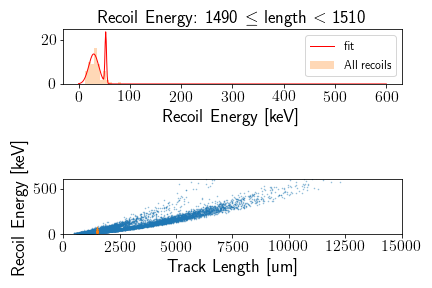 Recoil Energy: 1490 ≤ length < 1510
20
0
fit
All recoils
0 100 200 300 400 500 600
Recoil Energy [keV]
Recoil Energy [keV]
500
0
0 2500 5000 7500 10000 12500 15000
Track Length [um]